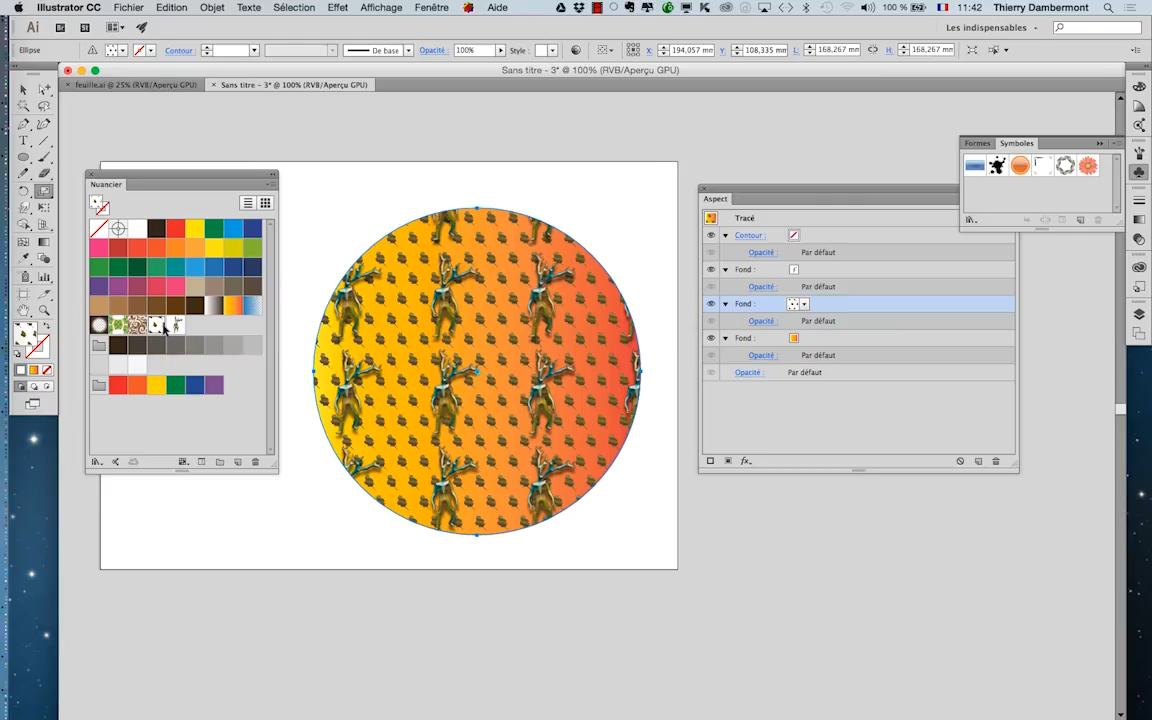 Illustrator CC Fichier Edition Objet Texte Sélection Effet Affichage Fenêtre Aide 100 % 11:42 Thierry Dambermont
Ai Br St Les indispensables
Ellipse Contour : De base Opacité : 100% Style : X: 194,057 mm Y: 108,335 mm L: 168,267 mm H: 168,267 mm
Sans titre - 3* @ 100% (RVB/Aperçu GPU)
× feuille.ai @ 25% (RVB/Aperçu GPU) × Sans titre - 3* @ 100% (RVB/Aperçu GPU)
Formes Symboles
Nuancier
Aspect
Tracé
Contour :
Opacité : Par défaut
Fond :
Opacité : Par défaut
Fond :
Opacité : Par défaut
Fond :
Opacité : Par défaut
Opacité : Par défaut
fx.